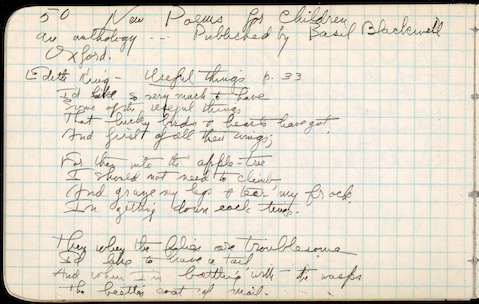 50 New Poems for Children
an anthology --- Published by Basil Blackwell
Oxford.
Edith King - Useful things p. 33
I'd like so very much to have
Some of the useful things
That lucky birds & beasts have got
And first of all their wings;
For then into the apple-tree
I should not need to climb
And graze my legs & tear my frock
In getting down each time.
Then when the flies are troublesome
I'd like to have a tail
And when I'm battling with the wasps
The beetles coat of mail.